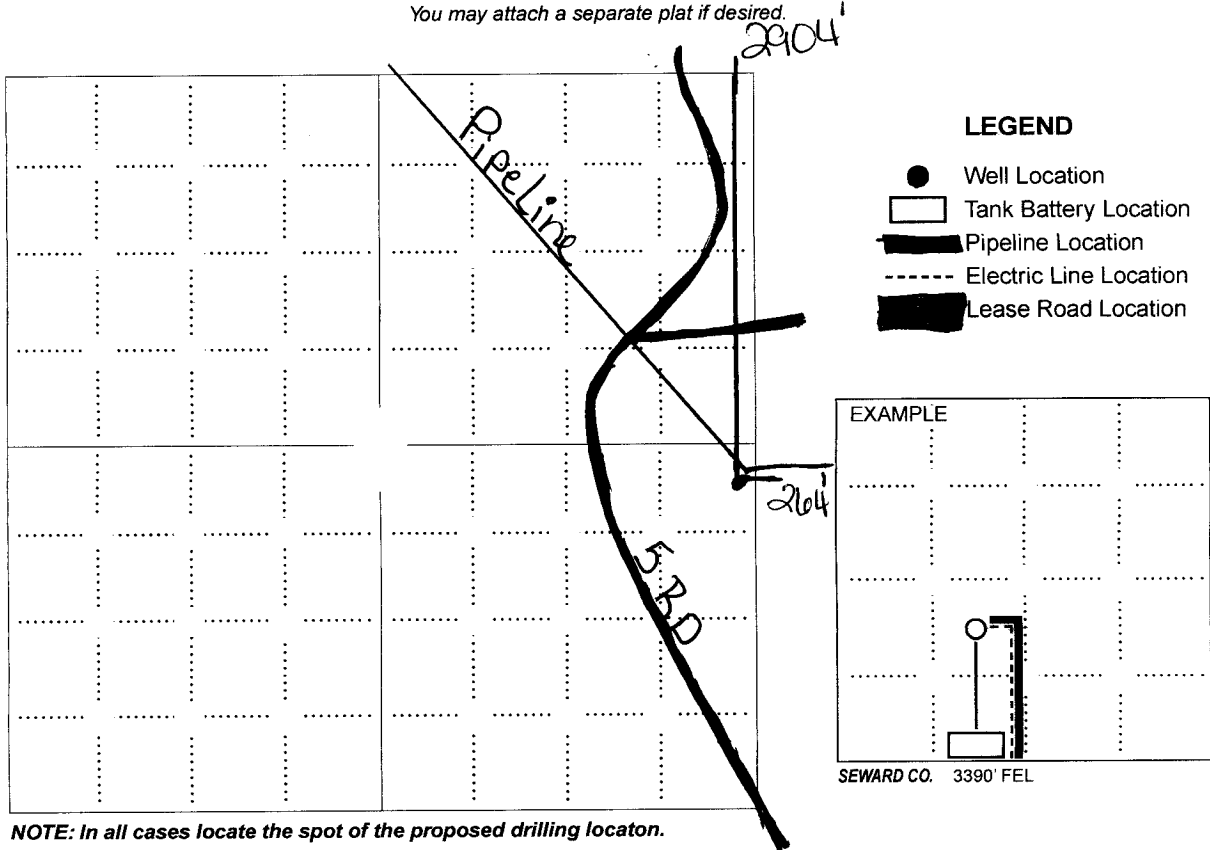 You may attach a separate plat if desired.
2904'
Pipeline
LEGEND
Well Location
Tank Battery Location
Pipeline Location
Electric Line Location
Lease Road Location
EXAMPLE
264'
5 RD
SEWARD CO. 3390' FEL
NOTE: In all cases locate the spot of the proposed drilling locaton.